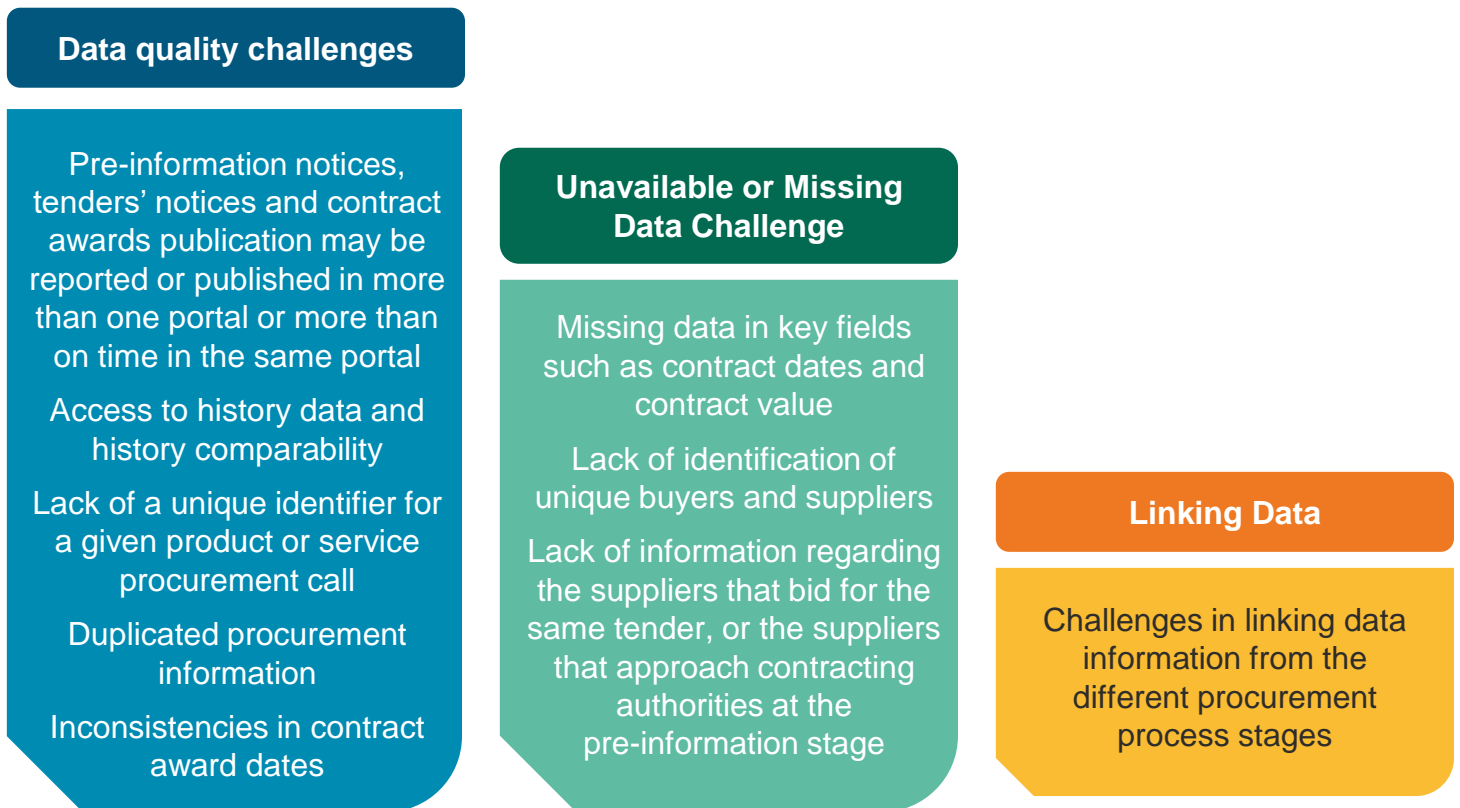 Data quality challenges
Pre-information notices,
tenders’ notices and contract
awards publication may be
reported or published in more
than one portal or more than
on time in the same portal
Access to history data and
history comparability
Lack of a unique identifier for
a given product or service
procurement call
Duplicated procurement
information
Inconsistencies in contract
award dates
Unavailable or Missing
Data Challenge
Missing data in key fields
such as contract dates and
contract value
Lack of identification of
unique buyers and suppliers
Lack of information regarding
the suppliers that bid for the
same tender, or the suppliers
that approach contracting
authorities at the
pre-information stage
Linking Data
Challenges in linking data
information from the
different procurement
process stages